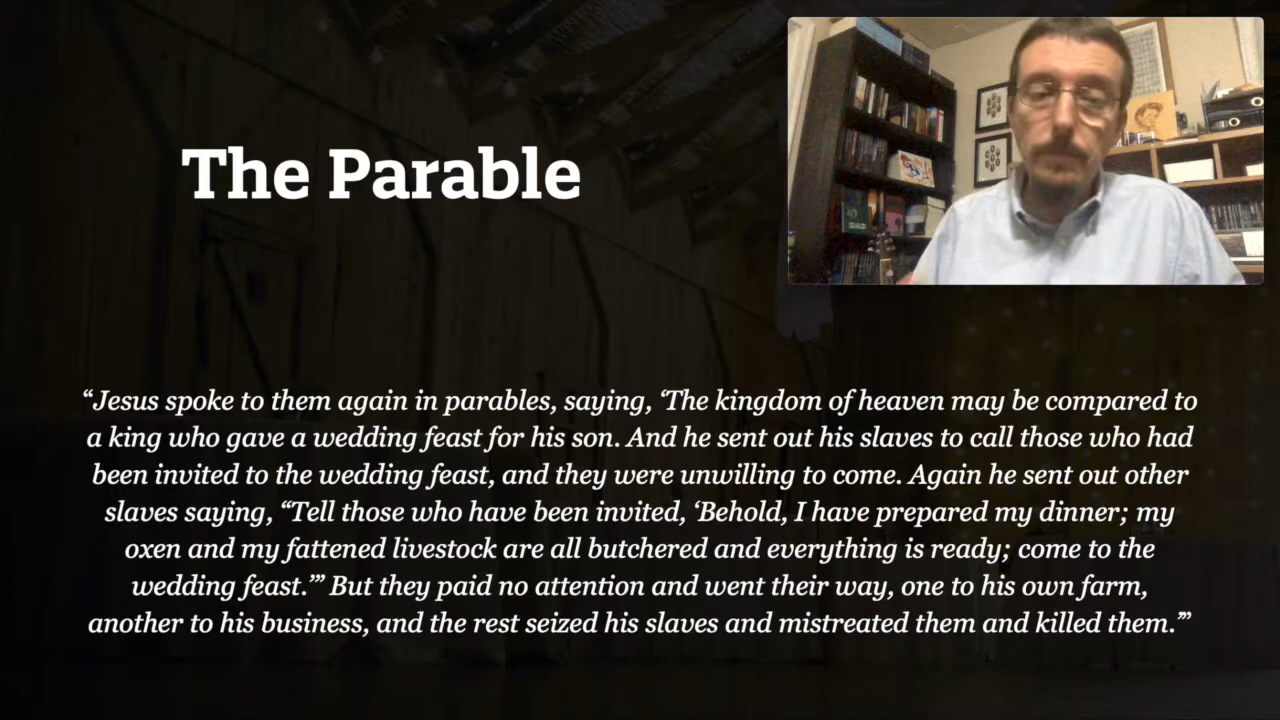 The Parable
“Jesus spoke to them again in parables, saying, ‘The kingdom of heaven may be compared to
a king who gave a wedding feast for his son. And he sent out his slaves to call those who had
been invited to the wedding feast, and they were unwilling to come. Again he sent out other
slaves saying, “Tell those who have been invited, ‘Behold, I have prepared my dinner; my
oxen and my fattened livestock are all butchered and everything is ready; come to the
wedding feast.’” But they paid no attention and went their way, one to his own farm,
another to his business, and the rest seized his slaves and mistreated them and killed them.’”